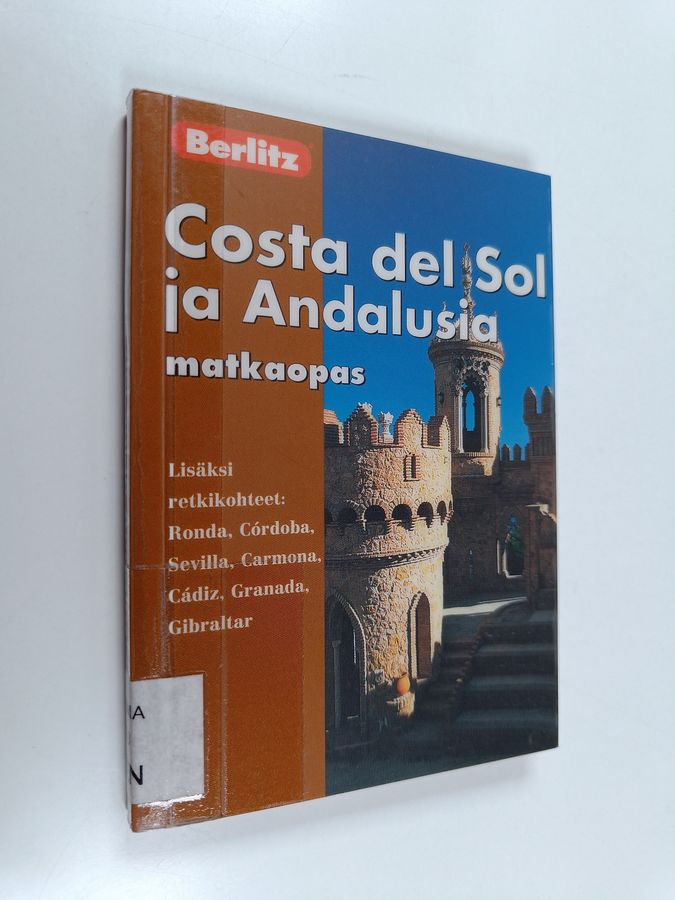 Berlitz
Costa del Sol
ja Andalusia
matkaopas
Lisäksi
retkikohteet:
Ronda, Córdoba,
Sevilla, Carmona,
Cádiz, Granada,
Gibraltar
N